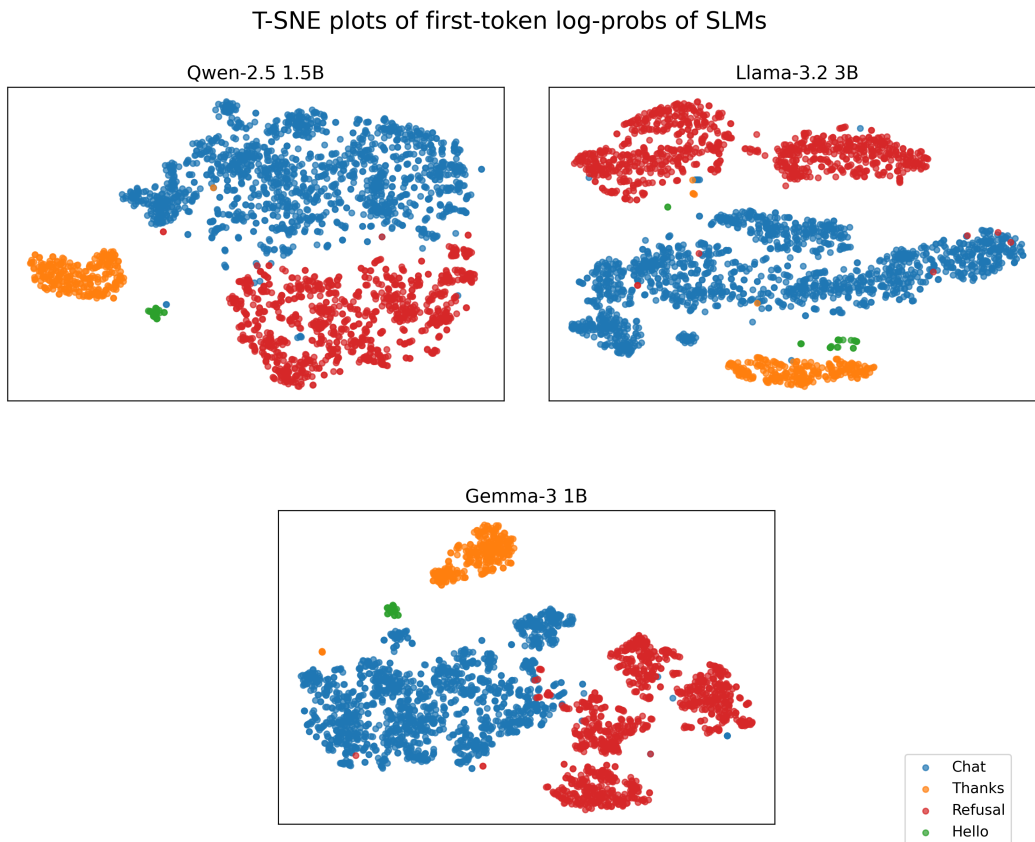 T-SNE plots of first-token log-probs of SLMs
Qwen-2.5 1.5B
Llama-3.2 3B
Gemma-3 1B
Chat
Thanks
Refusal
Hello